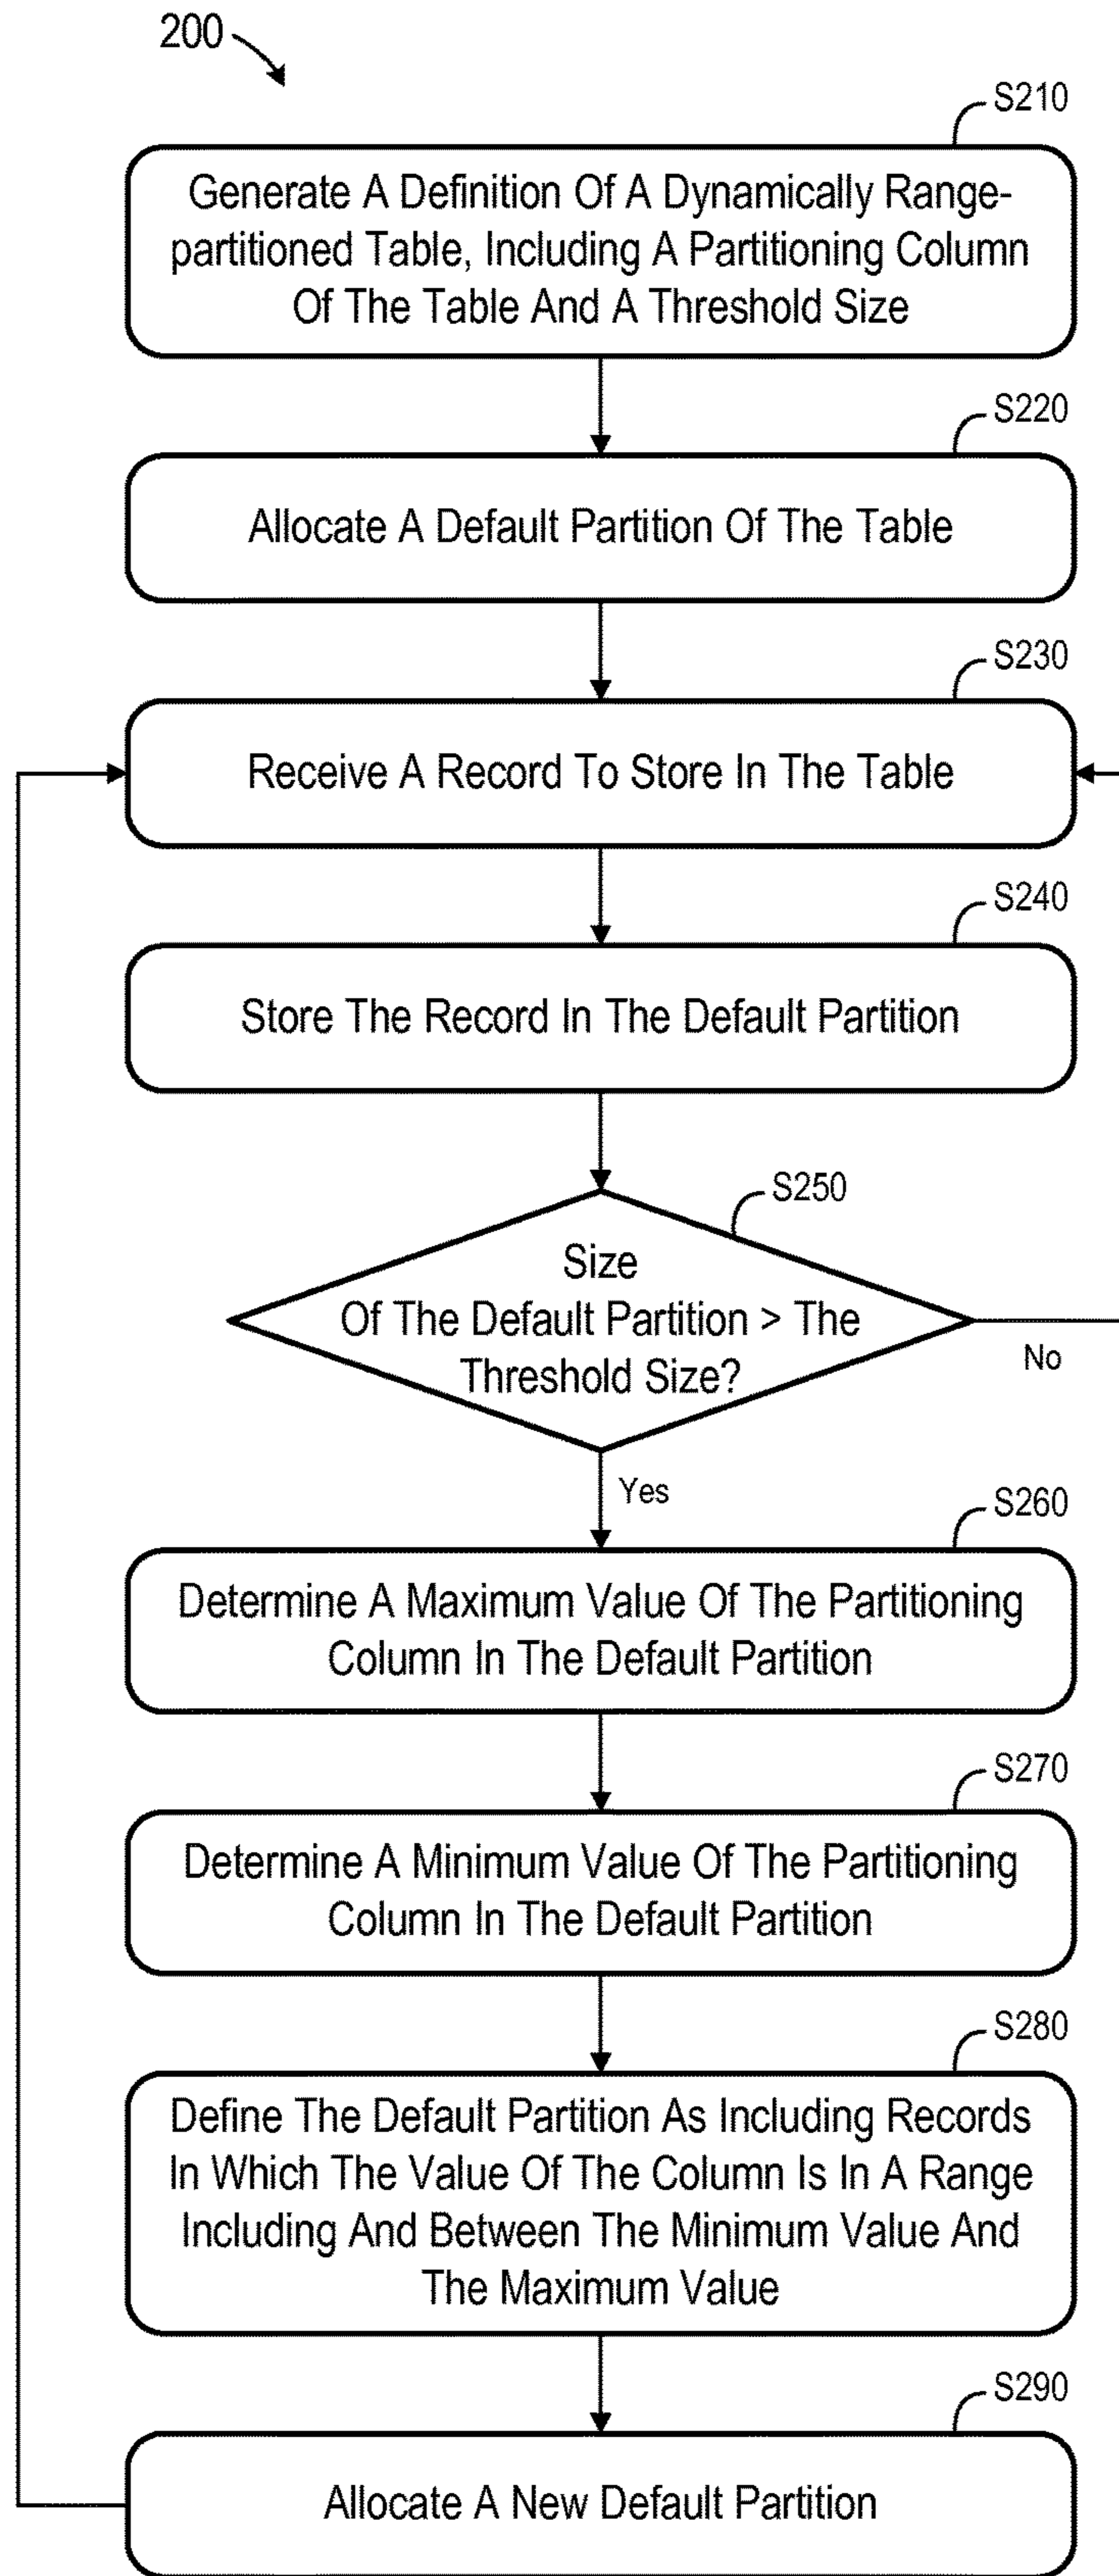 200
S210
Generate A Definition Of A Dynamically Range-
partitioned Table, Including A Partitioning Column
Of The Table And A Threshold Size
S220
Allocate A Default Partition Of The Table
S230
Receive A Record To Store In The Table
S240
Store The Record In The Default Partition
S250
Size
Of The Default Partition > The
Threshold Size?
No
Yes
S260
Determine A Maximum Value Of The Partitioning
Column In The Default Partition
S270
Determine A Minimum Value Of The Partitioning
Column In The Default Partition
S280
Define The Default Partition As Including Records
In Which The Value Of The Column Is In A Range
Including And Between The Minimum Value And
The Maximum Value
S290
Allocate A New Default Partition